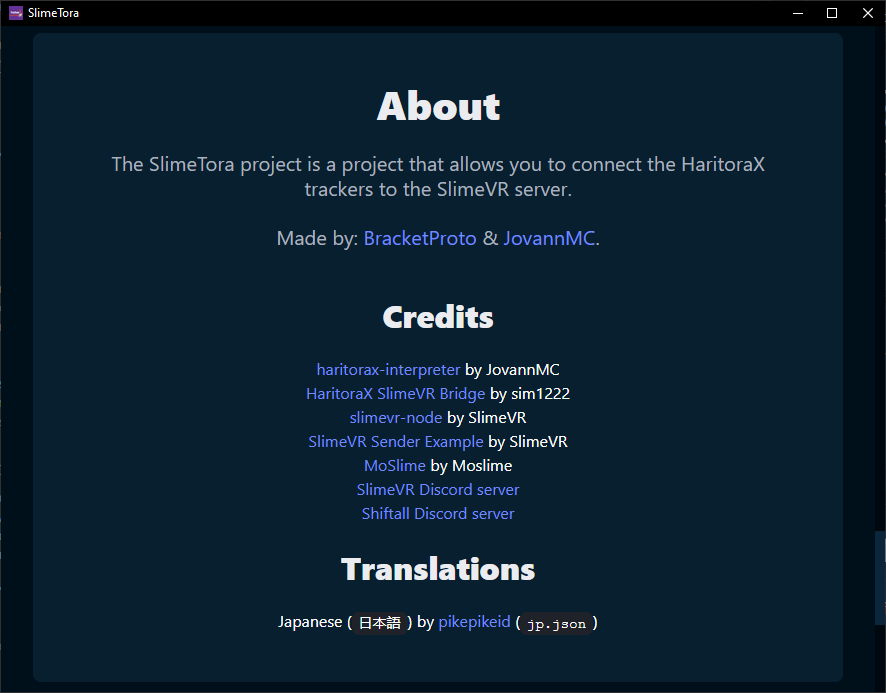 SlimeTora
About
The SlimeTora project is a project that allows you to connect the HaritoraX
trackers to the SlimeVR server.
Made by: BracketProto & JovannMC.
Credits
haritorax-interpreter by JovannMC
HaritoraX SlimeVR Bridge by sim1222
slimevr-node by SlimeVR
SlimeVR Sender Example by SlimeVR
MoSlime by Moslime
SlimeVR Discord server
Shiftall Discord server
Translations
Japanese ( 日本語 ) by pikepikeid ( jp.json )